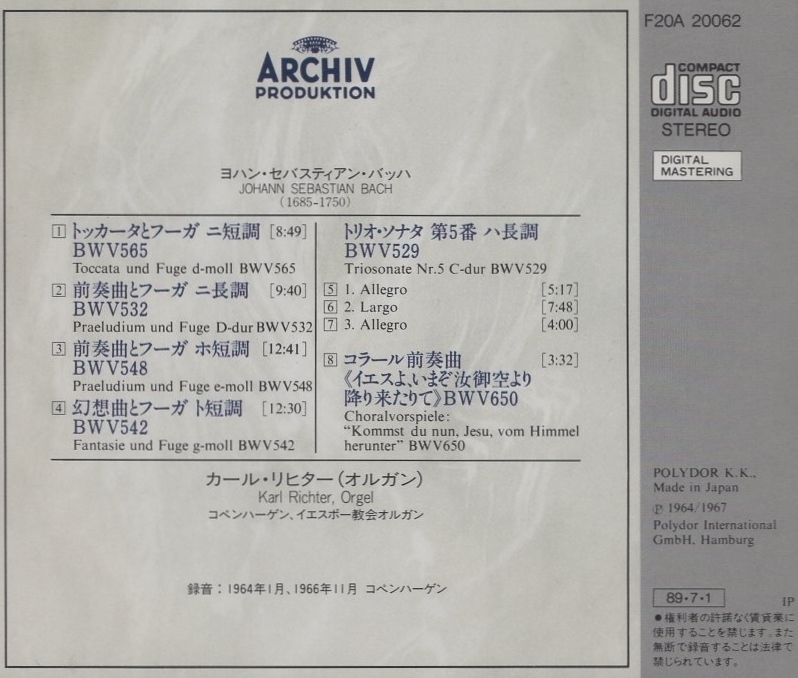 ARCHIV
PRODUKTION
ヨハン・セバスティアン・バッハ
JOHANN SEBASTIAN BACH
(1685-1750)
1 トッカータとフーガ ニ短調 [8:49]
BWV565
Toccata und Fuge d-moll BWV565
2 前奏曲とフーガ ニ長調 [9:40]
BWV532
Praeludium und Fuge D-dur BWV532
3 前奏曲とフーガ ホ短調 [12:41]
BWV548
Praeludium und Fuge e-moll BWV548
4 幻想曲とフーガ ト短調 [12:30]
BWV542
Fantasie und Fuge g-moll BWV542
トリオ・ソナタ 第5番 ハ長調
BWV529
Triosonate Nr.5 C-dur BWV529
5 1. Allegro [5:17]
6 2. Largo [7:48]
7 3. Allegro [4:00]
8 コラール前奏曲 [3:32]
《イエスよ、いまぞ汝御空より
降り来たりて》BWV650
Choralvorspiele:
“Kommst du nun, Jesu, vom Himmel
herunter” BWV650
カール・リヒター(オルガン)
Karl Richter, Orgel
コペンハーゲン、イエスボー教会オルガン
録音：1964年1月、1966年11月 コペンハーゲン
F20A 20062
COMPACT
disc
DIGITAL AUDIO
STEREO
DIGITAL
MASTERING
POLYDOR K.K.,
Made in Japan
℗ 1964/1967
Polydor International
GmbH, Hamburg
89・7・1 IP
●権利者の許諾なく賃貸業に
使用することを禁じます。また
無断で録音することは法律で
禁じられています。